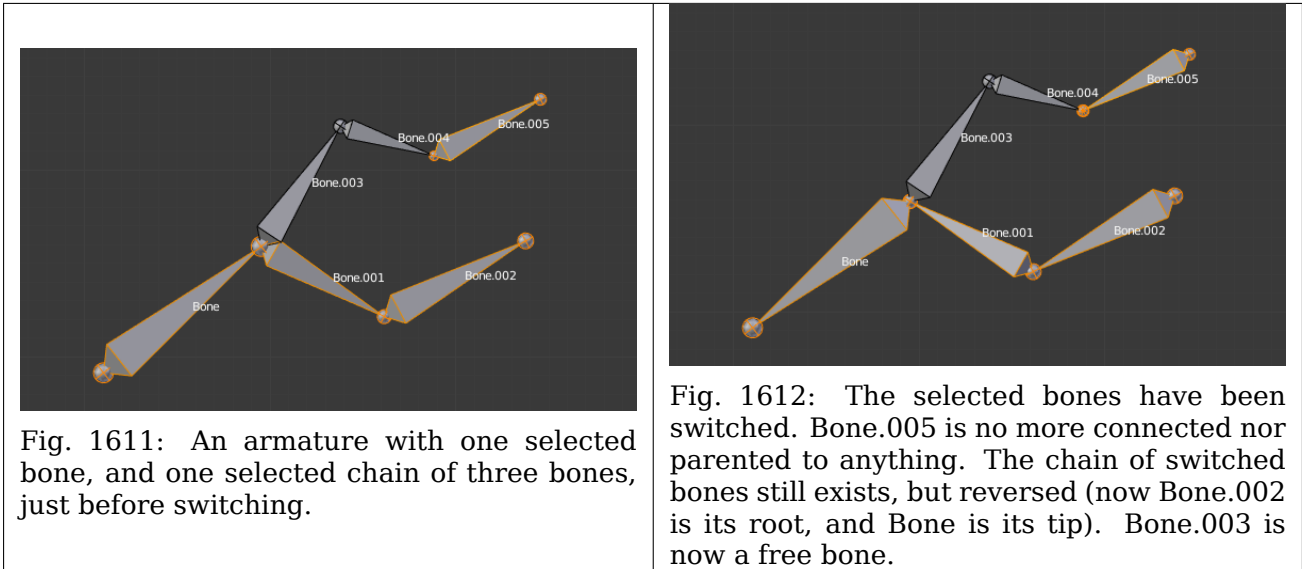 Bone.004
Bone.005
Bone.003
Bone.001
Bone.002
Bone
Fig. 1611: An armature with one selected
bone, and one selected chain of three bones,
just before switching.
Bone.005
Bone.004
Bone.003
Bone.001
Bone.002
Bone
Fig. 1612: The selected bones have been
switched. Bone.005 is no more connected nor
parented to anything. The chain of switched
bones still exists, but reversed (now Bone.002
is its root, and Bone is its tip). Bone.003 is
now a free bone.